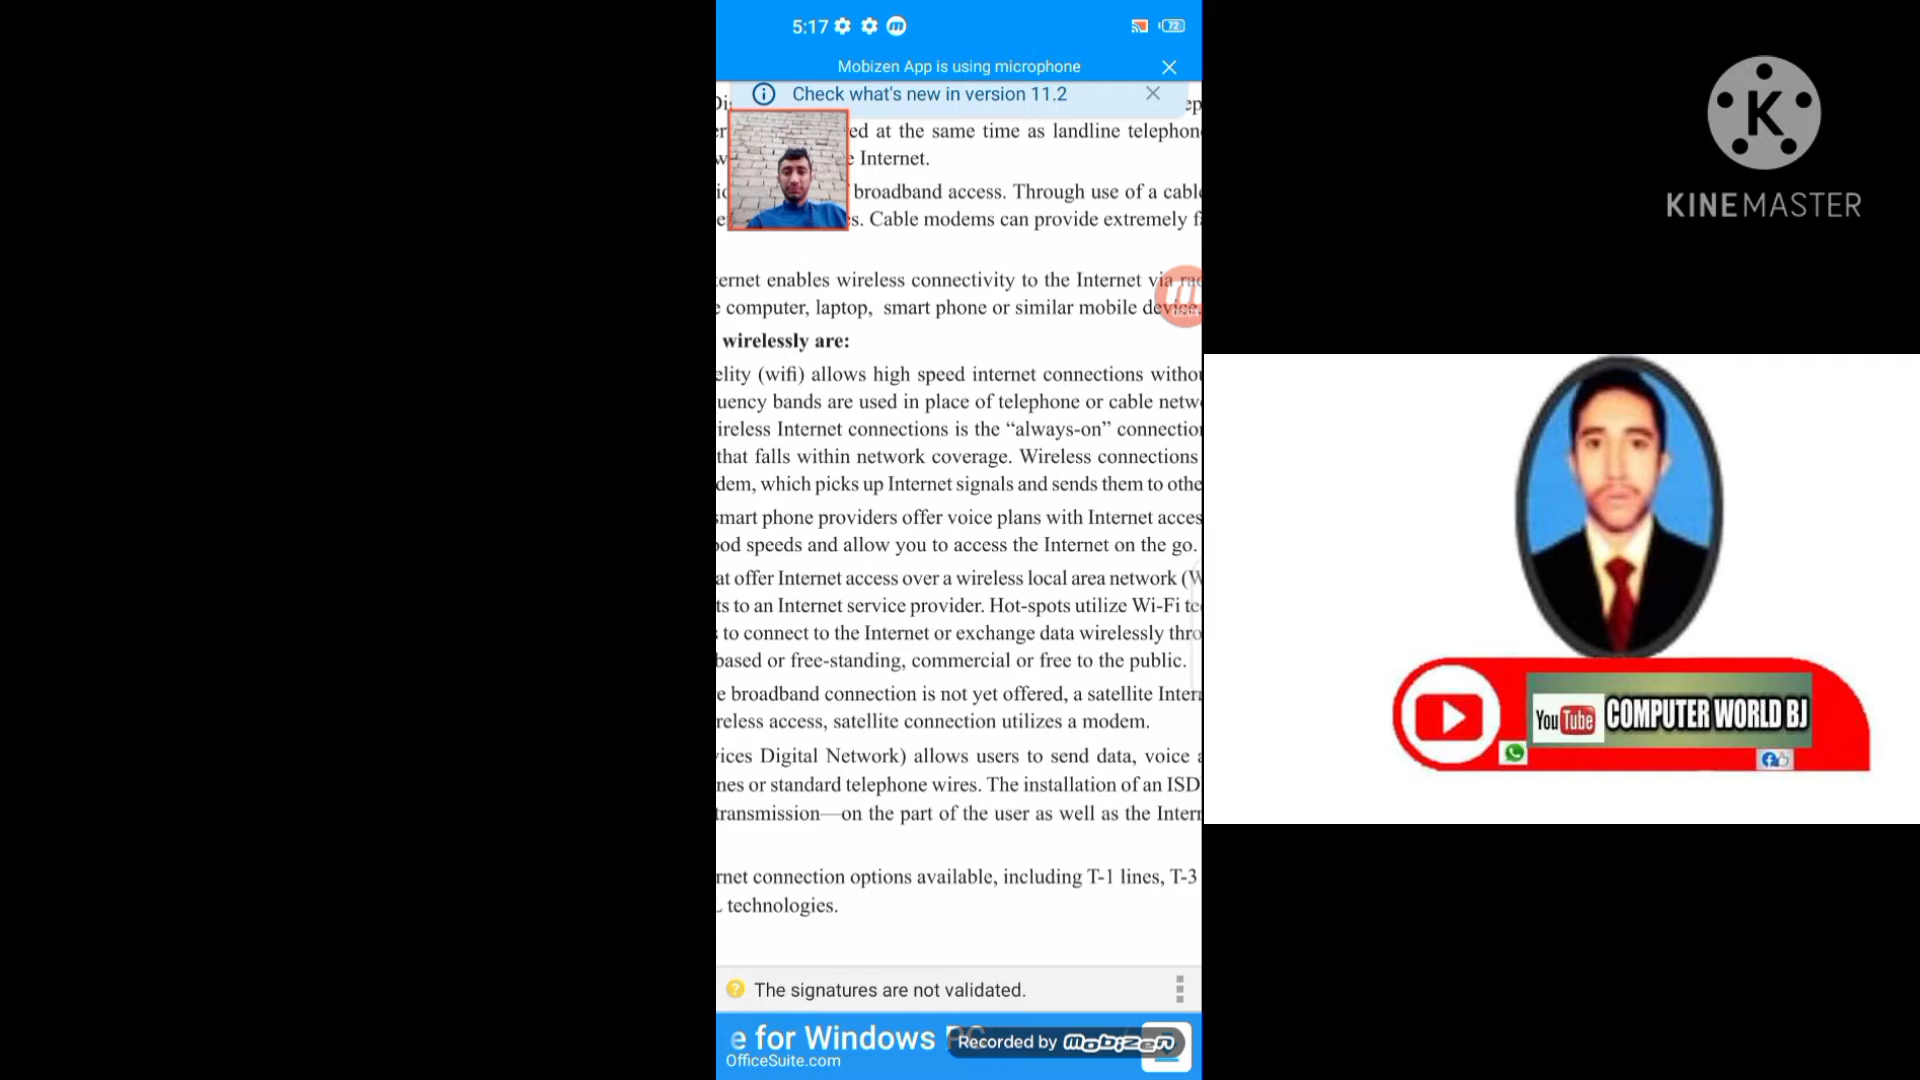 5:17
72
Mobizen App is using microphone
Check what's new in version 11.2
ed at the same time as landline telephon
e Internet.
broadband access. Through use of a cabl
s. Cable modems can provide extremely f
ernet enables wireless connectivity to the Internet via
computer, laptop, smart phone or similar mobile device
wirelessly are:
elity (wifi) allows high speed internet connections withou
uency bands are used in place of telephone or cable netw
ireless Internet connections is the “always-on” connection
that falls within network coverage. Wireless connections
dem, which picks up Internet signals and sends them to othe
smart phone providers offer voice plans with Internet acces
ood speeds and allow you to access the Internet on the go.
at offer Internet access over a wireless local area network (W
ts to an Internet service provider. Hot-spots utilize Wi-Fi te
to connect to the Internet or exchange data wirelessly thro
based or free-standing, commercial or free to the public.
e broadband connection is not yet offered, a satellite Intern
reless access, satellite connection utilizes a modem.
vices Digital Network) allows users to send data, voice a
nes or standard telephone wires. The installation of an ISD
transmission—on the part of the user as well as the Intern
rnet connection options available, including T-1 lines, T-3
technologies.
The signatures are not validated.
e for Windows PC
OfficeSuite.com
Recorded by mobizen
K
KINEMASTER
YouTube COMPUTER WORLD BJ